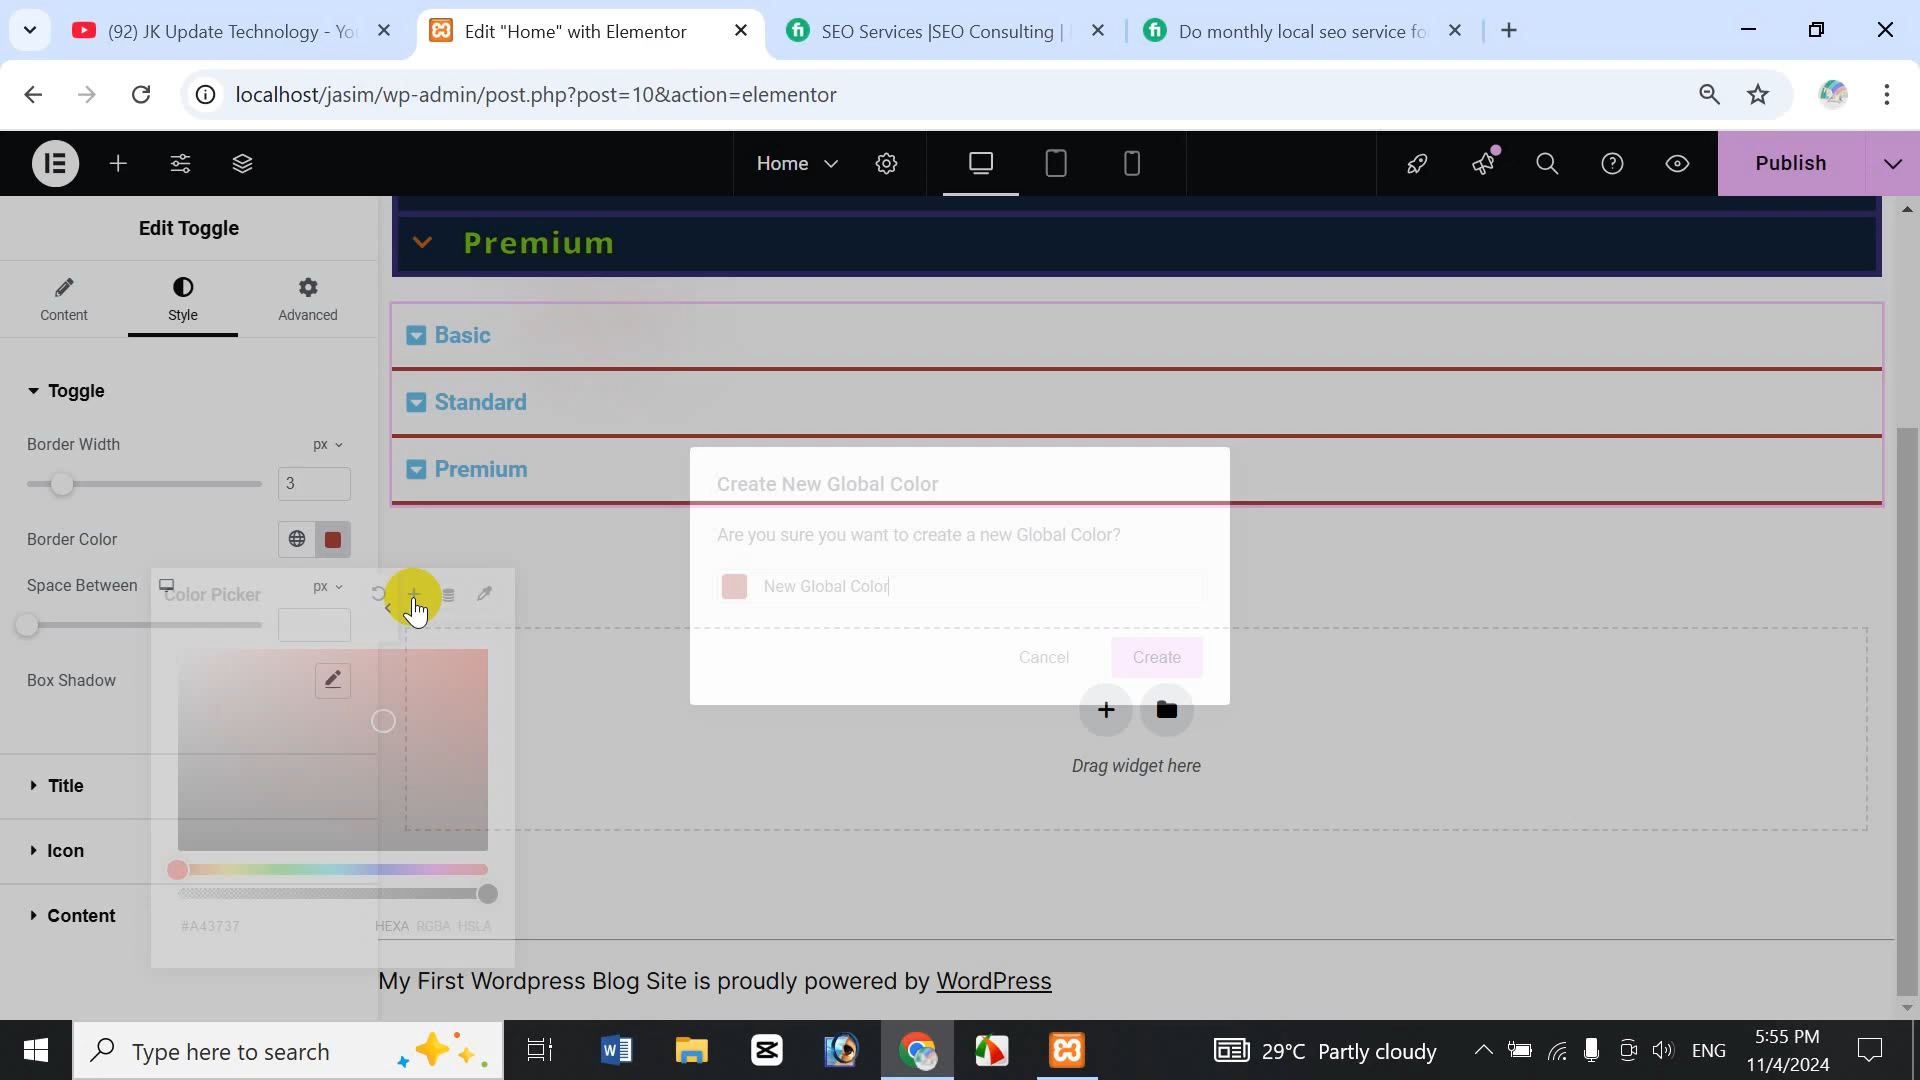 (92) JK Update Technology - Yo
Edit "Home" with Elementor
SEO Services |SEO Consulting |
Do monthly local seo service fo
localhost/jasim/wp-admin/post.php?post=10&action=elementor
Home
Publish
Edit Toggle
Content
Style
Advanced
Premium
Basic
Standard
Premium
Toggle
Border Width
px
3
Border Color
Space Between
px
Color Picker
Box Shadow
Create New Global Color
Are you sure you want to create a new Global Color?
New Global Color
Cancel
Create
Drag widget here
Title
Icon
Content
#A43737
HEXA RGBA HSLA
My First Wordpress Blog Site is proudly powered by WordPress
Type here to search
29°C Partly cloudy
ENG
5:55 PM
11/4/2024